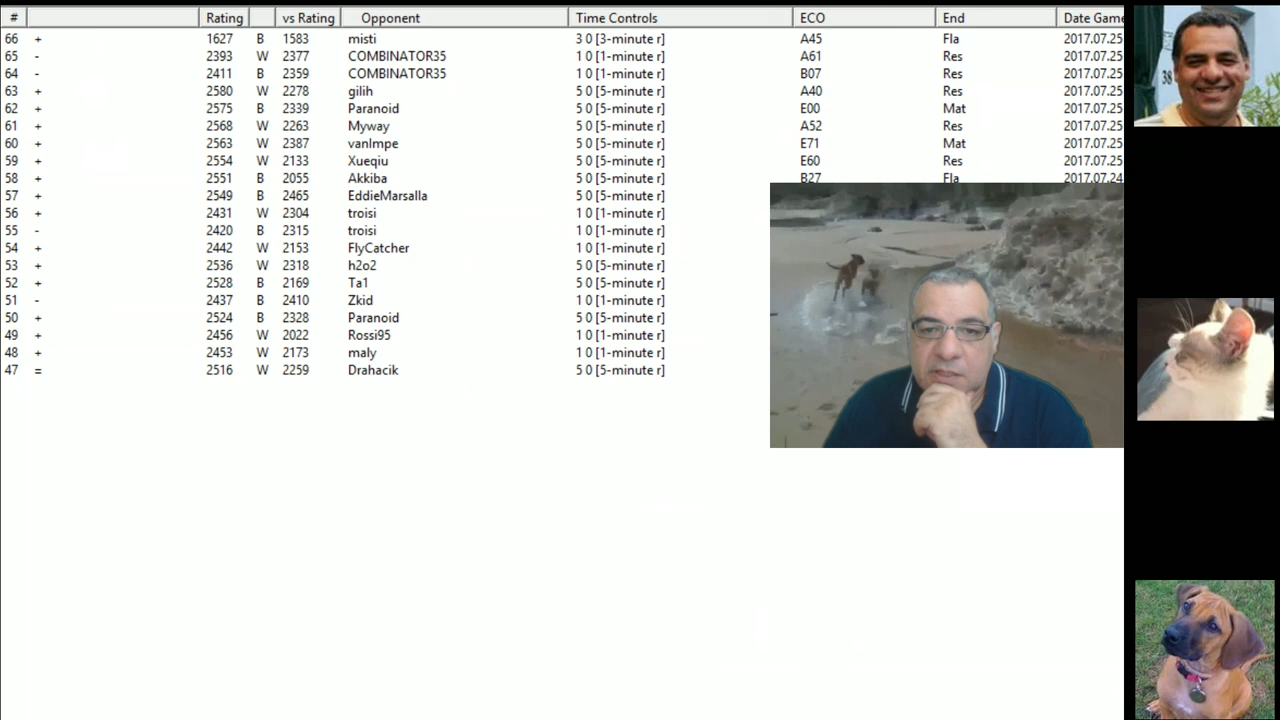 # Rating vs Rating Opponent Time Controls ECO End Date Game
66 + 1627 B 1583 misti 3 0 [3-minute r] A45 Fla 2017.07.25
65 - 2393 W 2377 COMBINATOR35 1 0 [1-minute r] A61 Res 2017.07.25
64 - 2411 B 2359 COMBINATOR35 1 0 [1-minute r] B07 Res 2017.07.25
63 + 2580 W 2278 gilih 5 0 [5-minute r] A40 Res 2017.07.25
62 + 2575 B 2339 Paranoid 5 0 [5-minute r] E00 Mat 2017.07.25
61 + 2568 W 2263 Myway 5 0 [5-minute r] A52 Res 2017.07.25
60 + 2563 W 2387 vanImpe 5 0 [5-minute r] E71 Mat 2017.07.25
59 + 2554 W 2133 Xueqiu 5 0 [5-minute r] E60 Res 2017.07.25
58 + 2551 B 2055 Akkiba 5 0 [5-minute r] B27 Fla 2017.07.24
57 + 2549 B 2465 EddieMarsalla 5 0 [5-minute r]
56 + 2431 W 2304 troisi 1 0 [1-minute r]
55 - 2420 B 2315 troisi 1 0 [1-minute r]
54 + 2442 W 2153 FlyCatcher 1 0 [1-minute r]
53 + 2536 W 2318 h2o2 5 0 [5-minute r]
52 + 2528 B 2169 Ta1 5 0 [5-minute r]
51 - 2437 B 2410 Zkid 1 0 [1-minute r]
50 + 2524 B 2328 Paranoid 5 0 [5-minute r]
49 + 2456 W 2022 Rossi95 1 0 [1-minute r]
48 + 2453 W 2173 maly 1 0 [1-minute r]
47 = 2516 W 2259 Drahacik 5 0 [5-minute r]
38